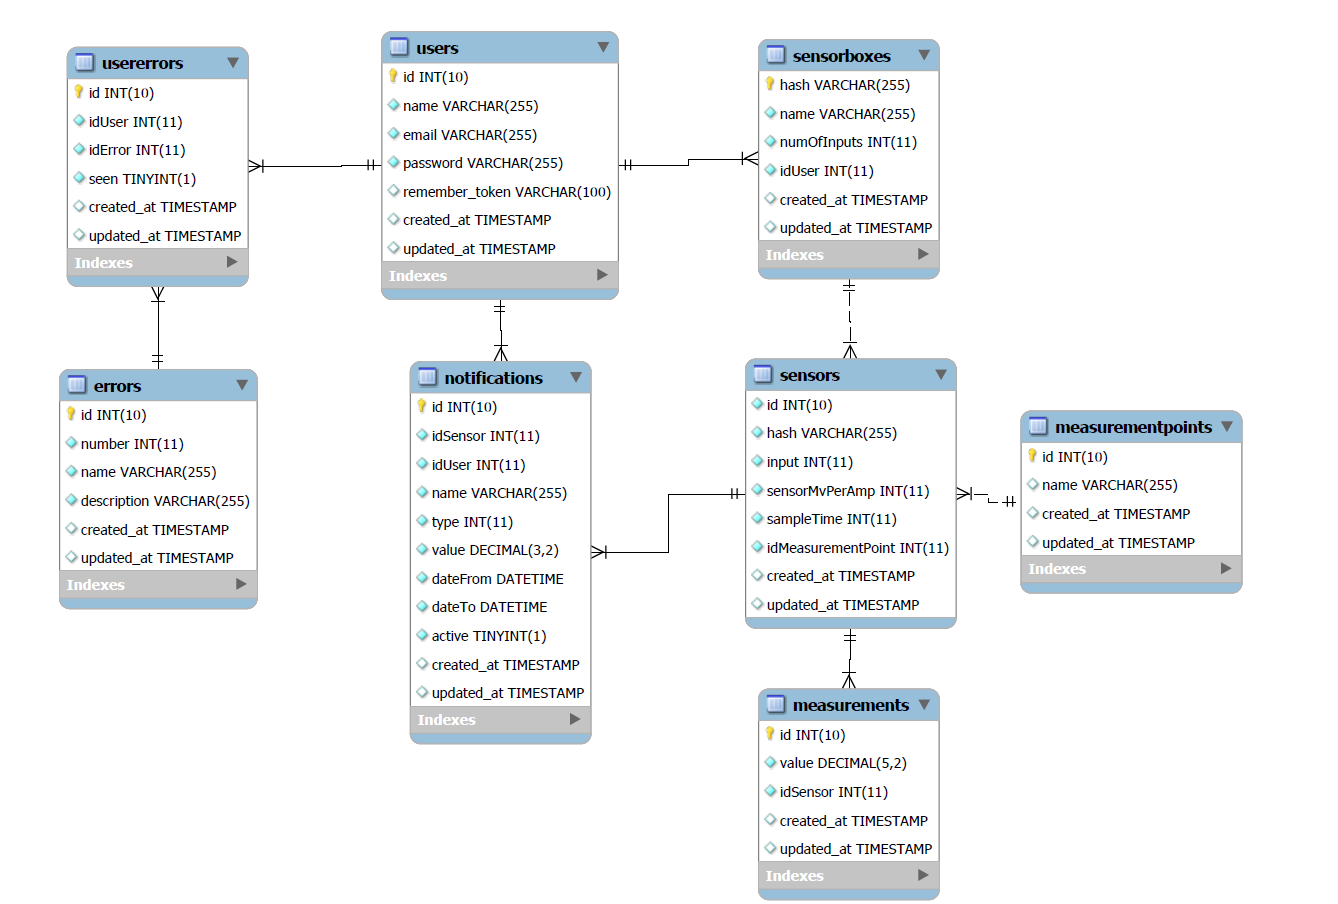 usererrors
id INT(10)
idUser INT(11)
idError INT(11)
seen TINYINT(1)
created_at TIMESTAMP
updated_at TIMESTAMP
Indexes
users
id INT(10)
name VARCHAR(255)
email VARCHAR(255)
password VARCHAR(255)
remember_token VARCHAR(100)
created_at TIMESTAMP
updated_at TIMESTAMP
Indexes
sensorboxes
hash VARCHAR(255)
name VARCHAR(255)
numOfInputs INT(11)
idUser INT(11)
created_at TIMESTAMP
updated_at TIMESTAMP
Indexes
errors
id INT(10)
number INT(11)
name VARCHAR(255)
description VARCHAR(255)
created_at TIMESTAMP
updated_at TIMESTAMP
Indexes
notifications
id INT(10)
idSensor INT(11)
idUser INT(11)
name VARCHAR(255)
type INT(11)
value DECIMAL(3,2)
dateFrom DATETIME
dateTo DATETIME
active TINYINT(1)
created_at TIMESTAMP
updated_at TIMESTAMP
Indexes
sensors
id INT(10)
hash VARCHAR(255)
input INT(11)
sensorMvPerAmp INT(11)
sampleTime INT(11)
idMeasurementPoint INT(11)
created_at TIMESTAMP
updated_at TIMESTAMP
measurementpoints
id INT(10)
name VARCHAR(255)
created_at TIMESTAMP
updated_at TIMESTAMP
Indexes
measurements
id INT(10)
value DECIMAL(5,2)
idSensor INT(11)
created_at TIMESTAMP
updated_at TIMESTAMP
Indexes